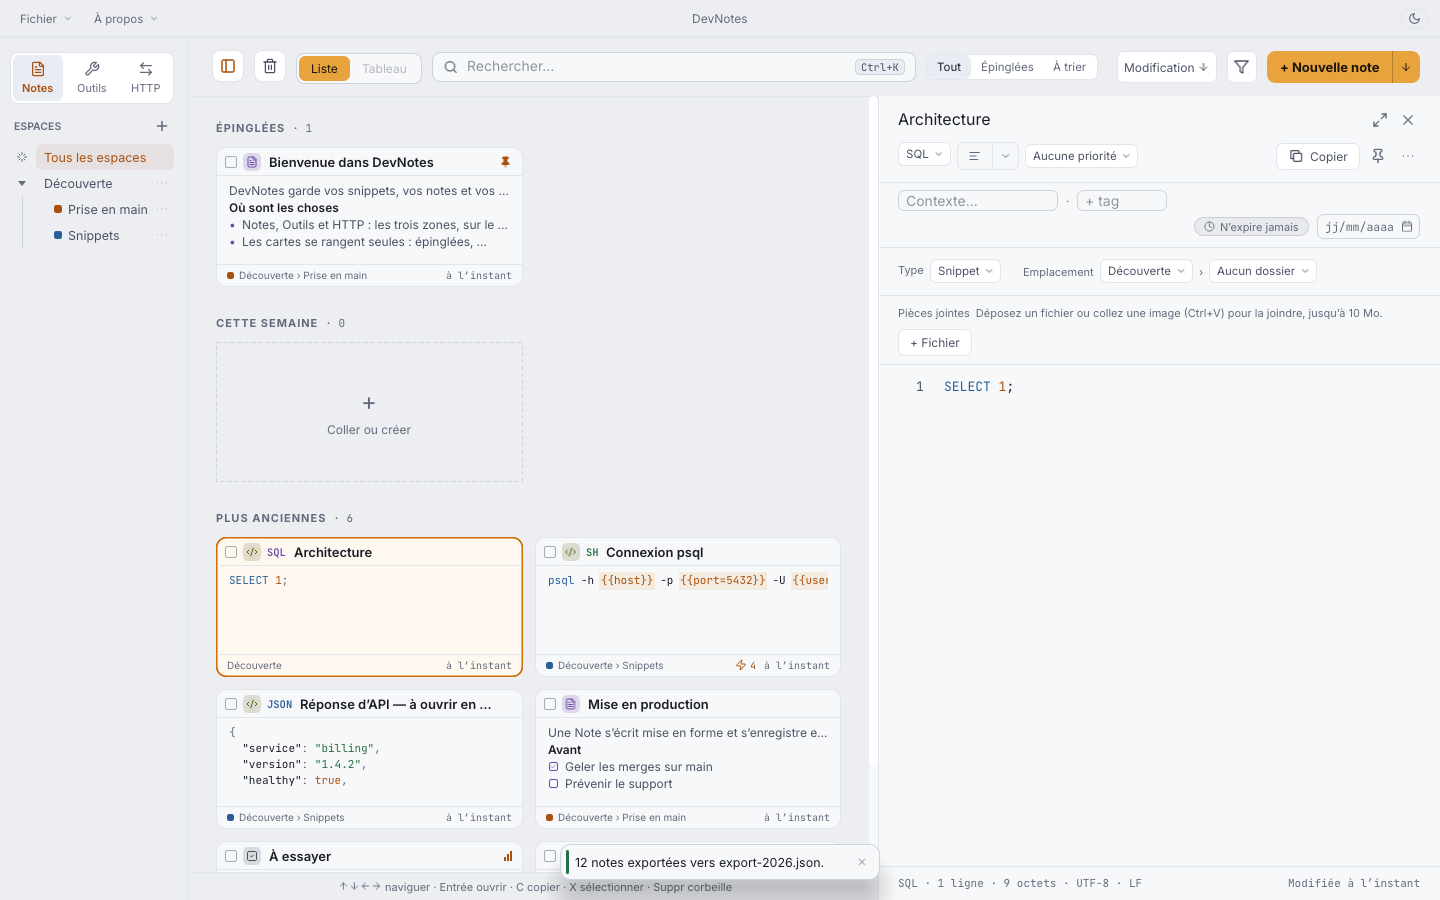 Fichier
À propos
DevNotes
Notes
Outils
HTTP
ESPACES
Tous les espaces
Découverte
Prise en main
Snippets
Liste
Tableau
Rechercher...
Ctrl+K
Tout
Épinglées
À trier
Modification ↓
+ Nouvelle note
ÉPINGLÉES · 1
Bienvenue dans DevNotes
DevNotes garde vos snippets, vos notes et vos ...
Où sont les choses
• Notes, Outils et HTTP : les trois zones, sur le ...
• Les cartes se rangent seules : épinglées, ...
Découverte › Prise en main
à l’instant
CETTE SEMAINE · 0
+
Coller ou créer
PLUS ANCIENNES · 6
SQL Architecture
SELECT 1;
Découverte
à l’instant
SH Connexion psql
psql -h {{host}} -p {{port=5432}} -U {{user
Découverte › Snippets
4 à l’instant
JSON Réponse d’API — à ouvrir en ...
{
"service": "billing",
"version": "1.4.2",
"healthy": true,
Découverte › Snippets
à l’instant
Mise en production
Une Note s’écrit mise en forme et s’enregistre e...
Avant
Geler les merges sur main
Prévenir le support
Découverte › Prise en main
à l’instant
À essayer
↑↓←→ naviguer · Entrée ouvrir · C copier · X sélectionner · Suppr corbeille
12 notes exportées vers export-2026.json.
Architecture
SQL
Aucune priorité
Copier
Contexte...
· + tag
N’expire jamais
jj/mm/aaaa
Type Snippet
Emplacement Découverte › Aucun dossier
Pièces jointes Déposez un fichier ou collez une image (Ctrl+V) pour la joindre, jusqu’à 10 Mo.
+ Fichier
1 SELECT 1;
SQL · 1 ligne · 9 octets · UTF-8 · LF
Modifiée à l’instant